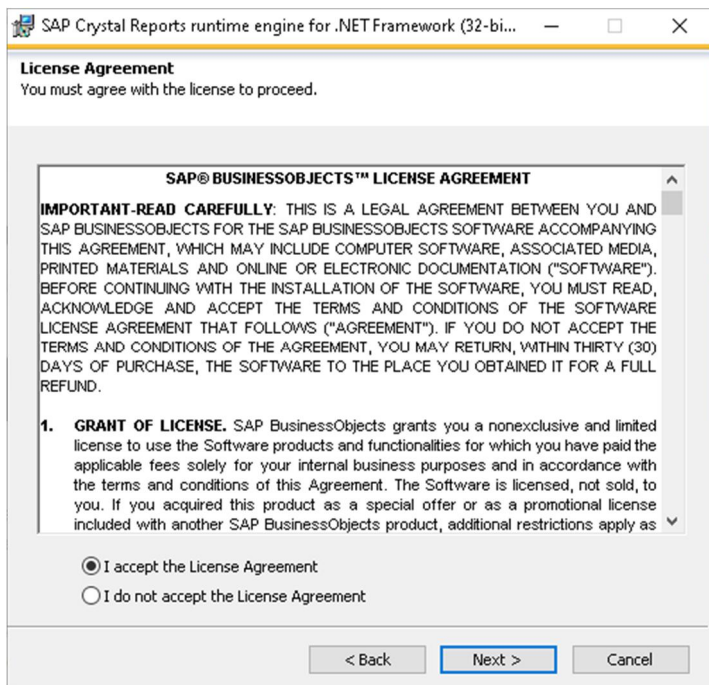 SAP Crystal Reports runtime engine for .NET Framework (32-bi...
License Agreement
You must agree with the license to proceed.
SAP® BUSINESSOBJECTS™ LICENSE AGREEMENT
IMPORTANT-READ CAREFULLY: THIS IS A LEGAL AGREEMENT BETWEEN YOU AND
SAP BUSINESSOBJECTS FOR THE SAP BUSINESSOBJECTS SOFTWARE ACCOMPANYING
THIS AGREEMENT, WHICH MAY INCLUDE COMPUTER SOFTWARE, ASSOCIATED MEDIA,
PRINTED MATERIALS AND ONLINE OR ELECTRONIC DOCUMENTATION ("SOFTWARE").
BEFORE CONTINUING WITH THE INSTALLATION OF THE SOFTWARE, YOU MUST READ,
ACKNOWLEDGE AND ACCEPT THE TERMS AND CONDITIONS OF THE SOFTWARE
LICENSE AGREEMENT THAT FOLLOWS ("AGREEMENT"). IF YOU DO NOT ACCEPT THE
TERMS AND CONDITIONS OF THE AGREEMENT, YOU MAY RETURN, WITHIN THIRTY (30)
DAYS OF PURCHASE, THE SOFTWARE TO THE PLACE YOU OBTAINED IT FOR A FULL
REFUND.
1. GRANT OF LICENSE. SAP BusinessObjects grants you a nonexclusive and limited
license to use the Software products and functionalities for which you have paid the
applicable fees solely for your internal business purposes and in accordance with
the terms and conditions of this Agreement. The Software is licensed, not sold, to
you. If you acquired this product as a special offer or as a promotional license
included with another SAP BusinessObjects product, additional restrictions apply as
I accept the License Agreement
I do not accept the License Agreement
< Back Next > Cancel